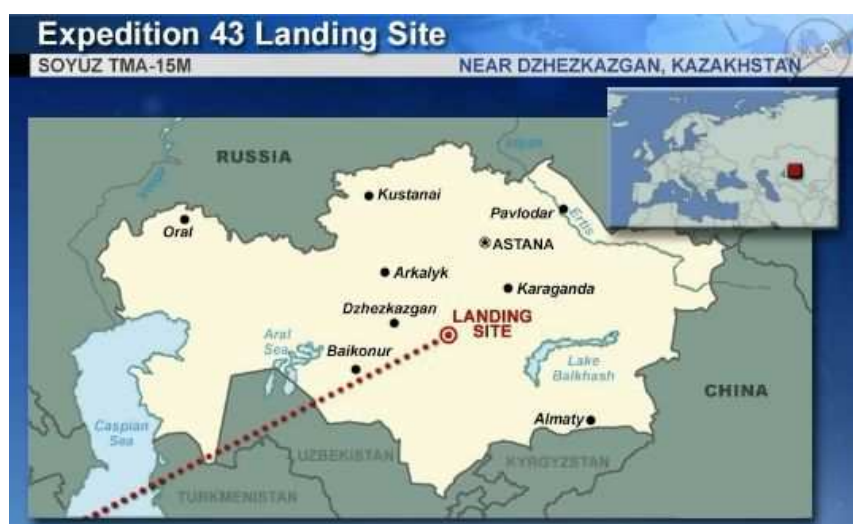 Expedition 43 Landing Site
SOYUZ TMA-15M
NEAR DZHEZKAZGAN, KAZAKHSTAN
RUSSIA
Kustanai
Pavlodar
Ertis
Oral
ASTANA
Arkalyk
Karaganda
Dzhezkazgan
LANDING
SITE
Aral
Sea
Baikonur
Lake
Balkhash
CHINA
Caspian
Sea
Almaty
UZBEKISTAN
KYRGYZSTAN
TURKMENISTAN